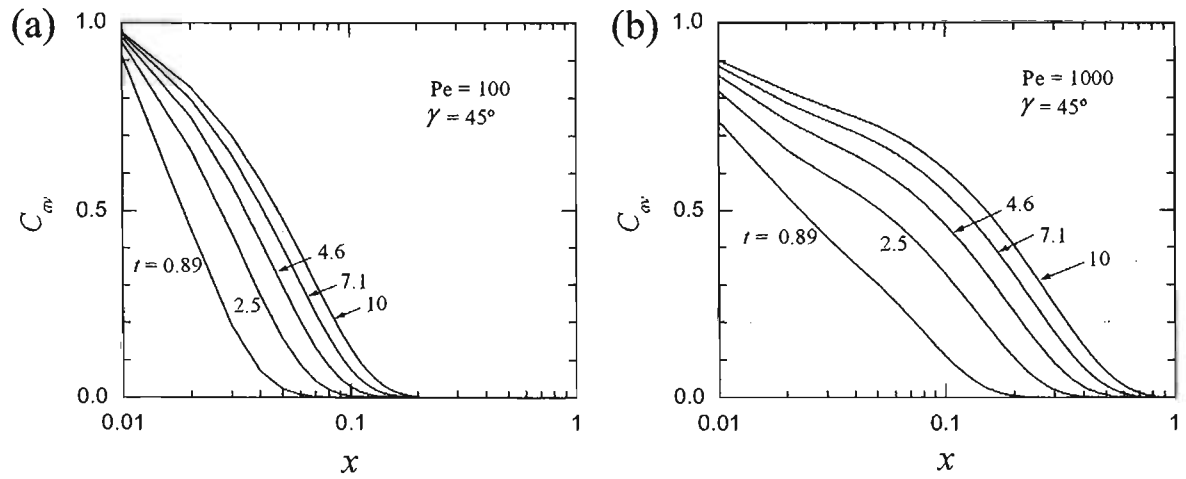 (a)
1.0
0.5
0.0
C_av
Pe = 100
γ = 45°
t = 0.89
2.5
4.6
7.1
10
0.01
0.1
1
x
(b)
1.0
0.5
0.0
C_av
Pe = 1000
γ = 45°
t = 0.89
2.5
4.6
7.1
10
0.01
0.1
1
x